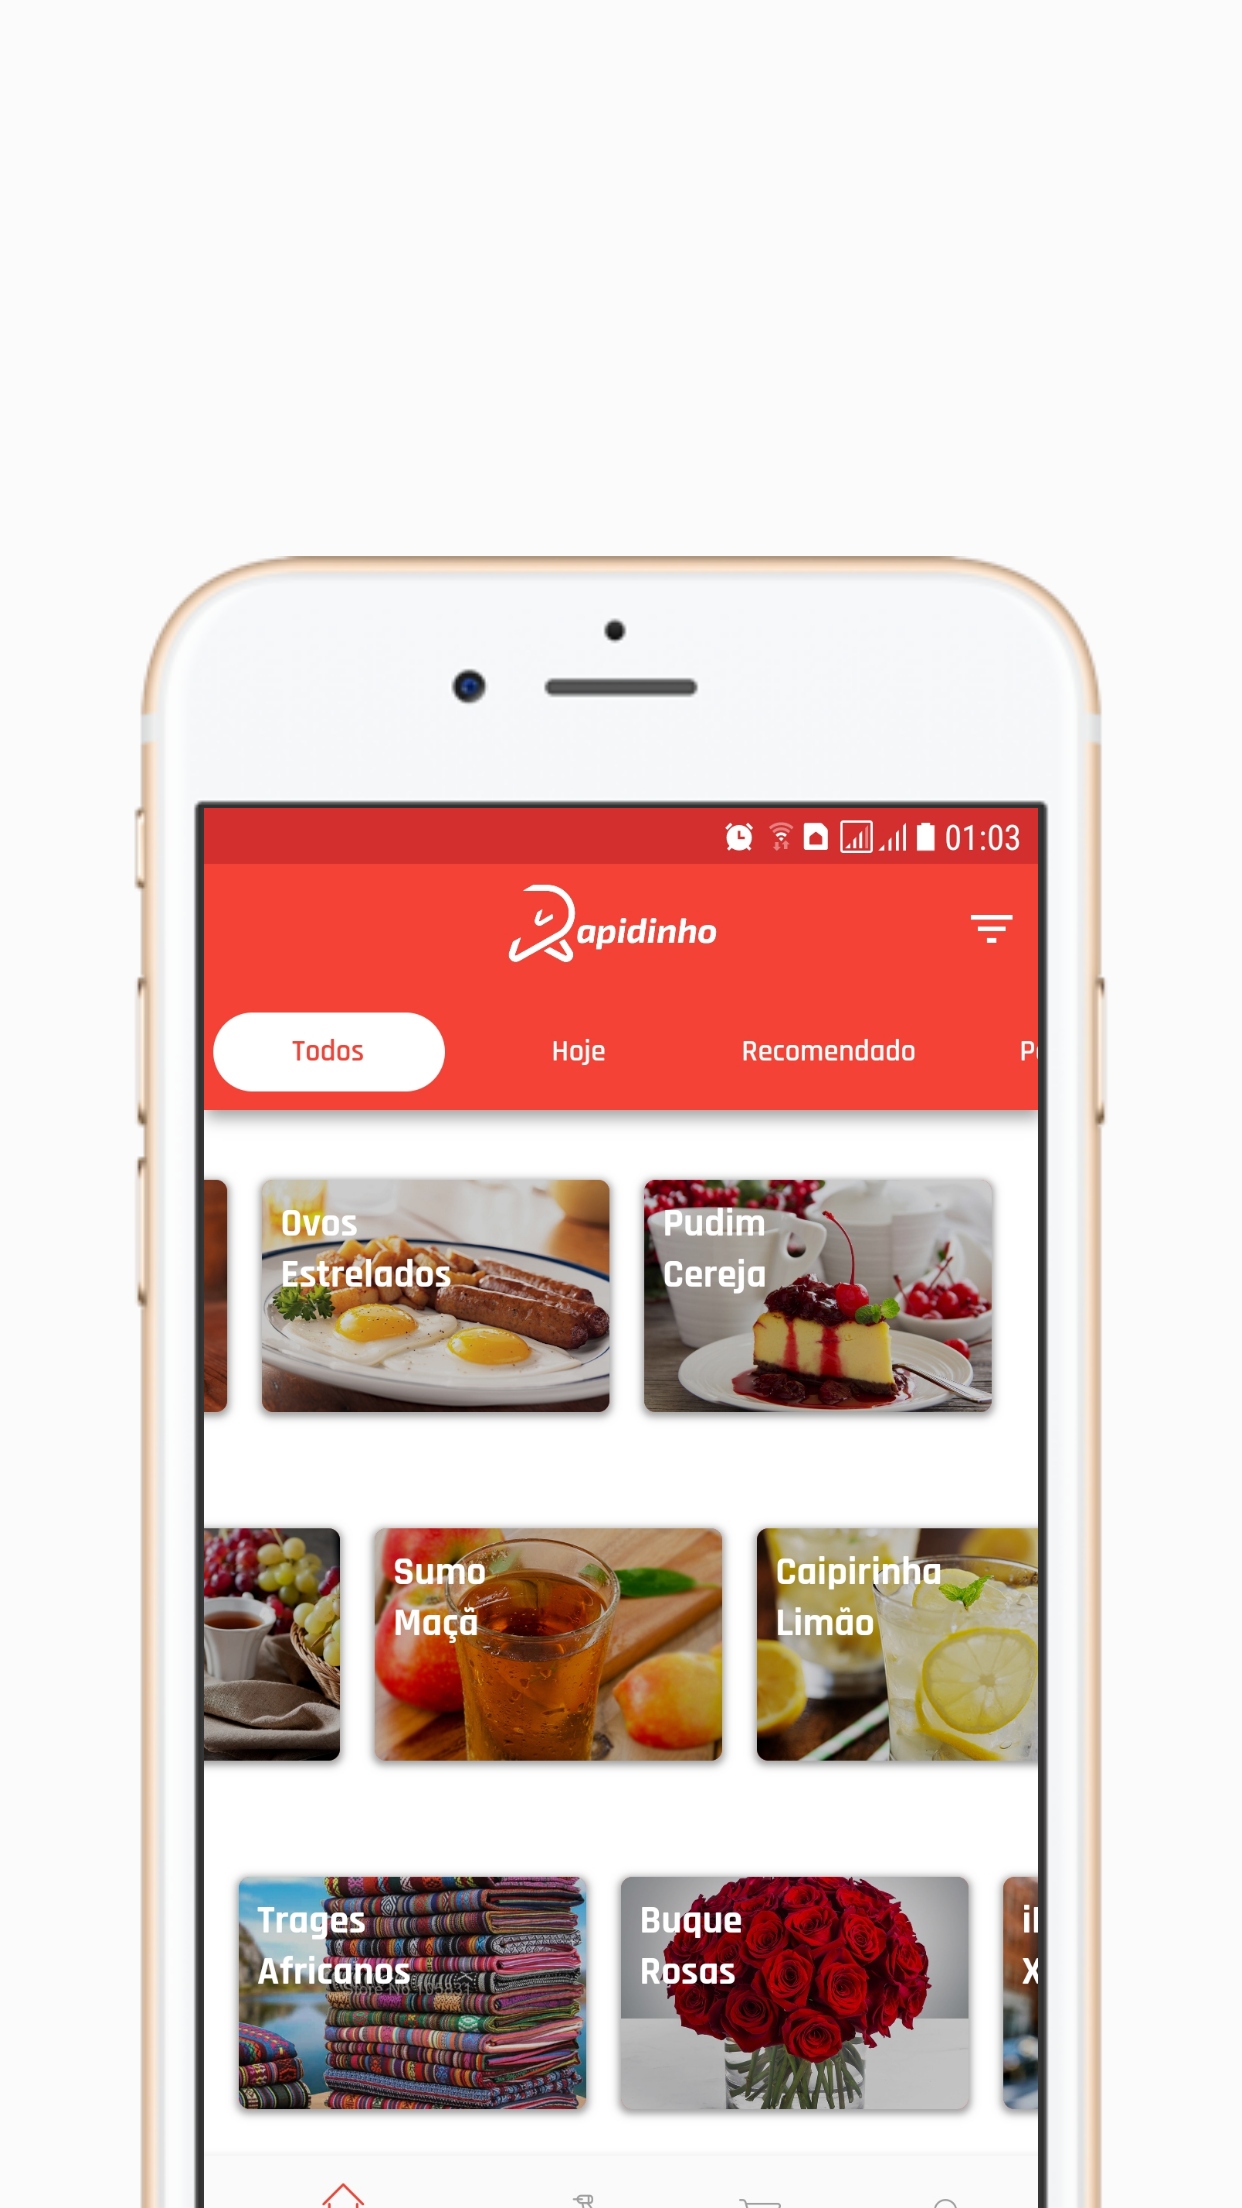 01:03
Rapidinho
Todos
Hoje
Recomendado
Ovos
Estrelados
Pudim
Cereja
Sumo
Maçã
Caipirinha
Limão
Trages
Africanos
Buque
Rosas
X